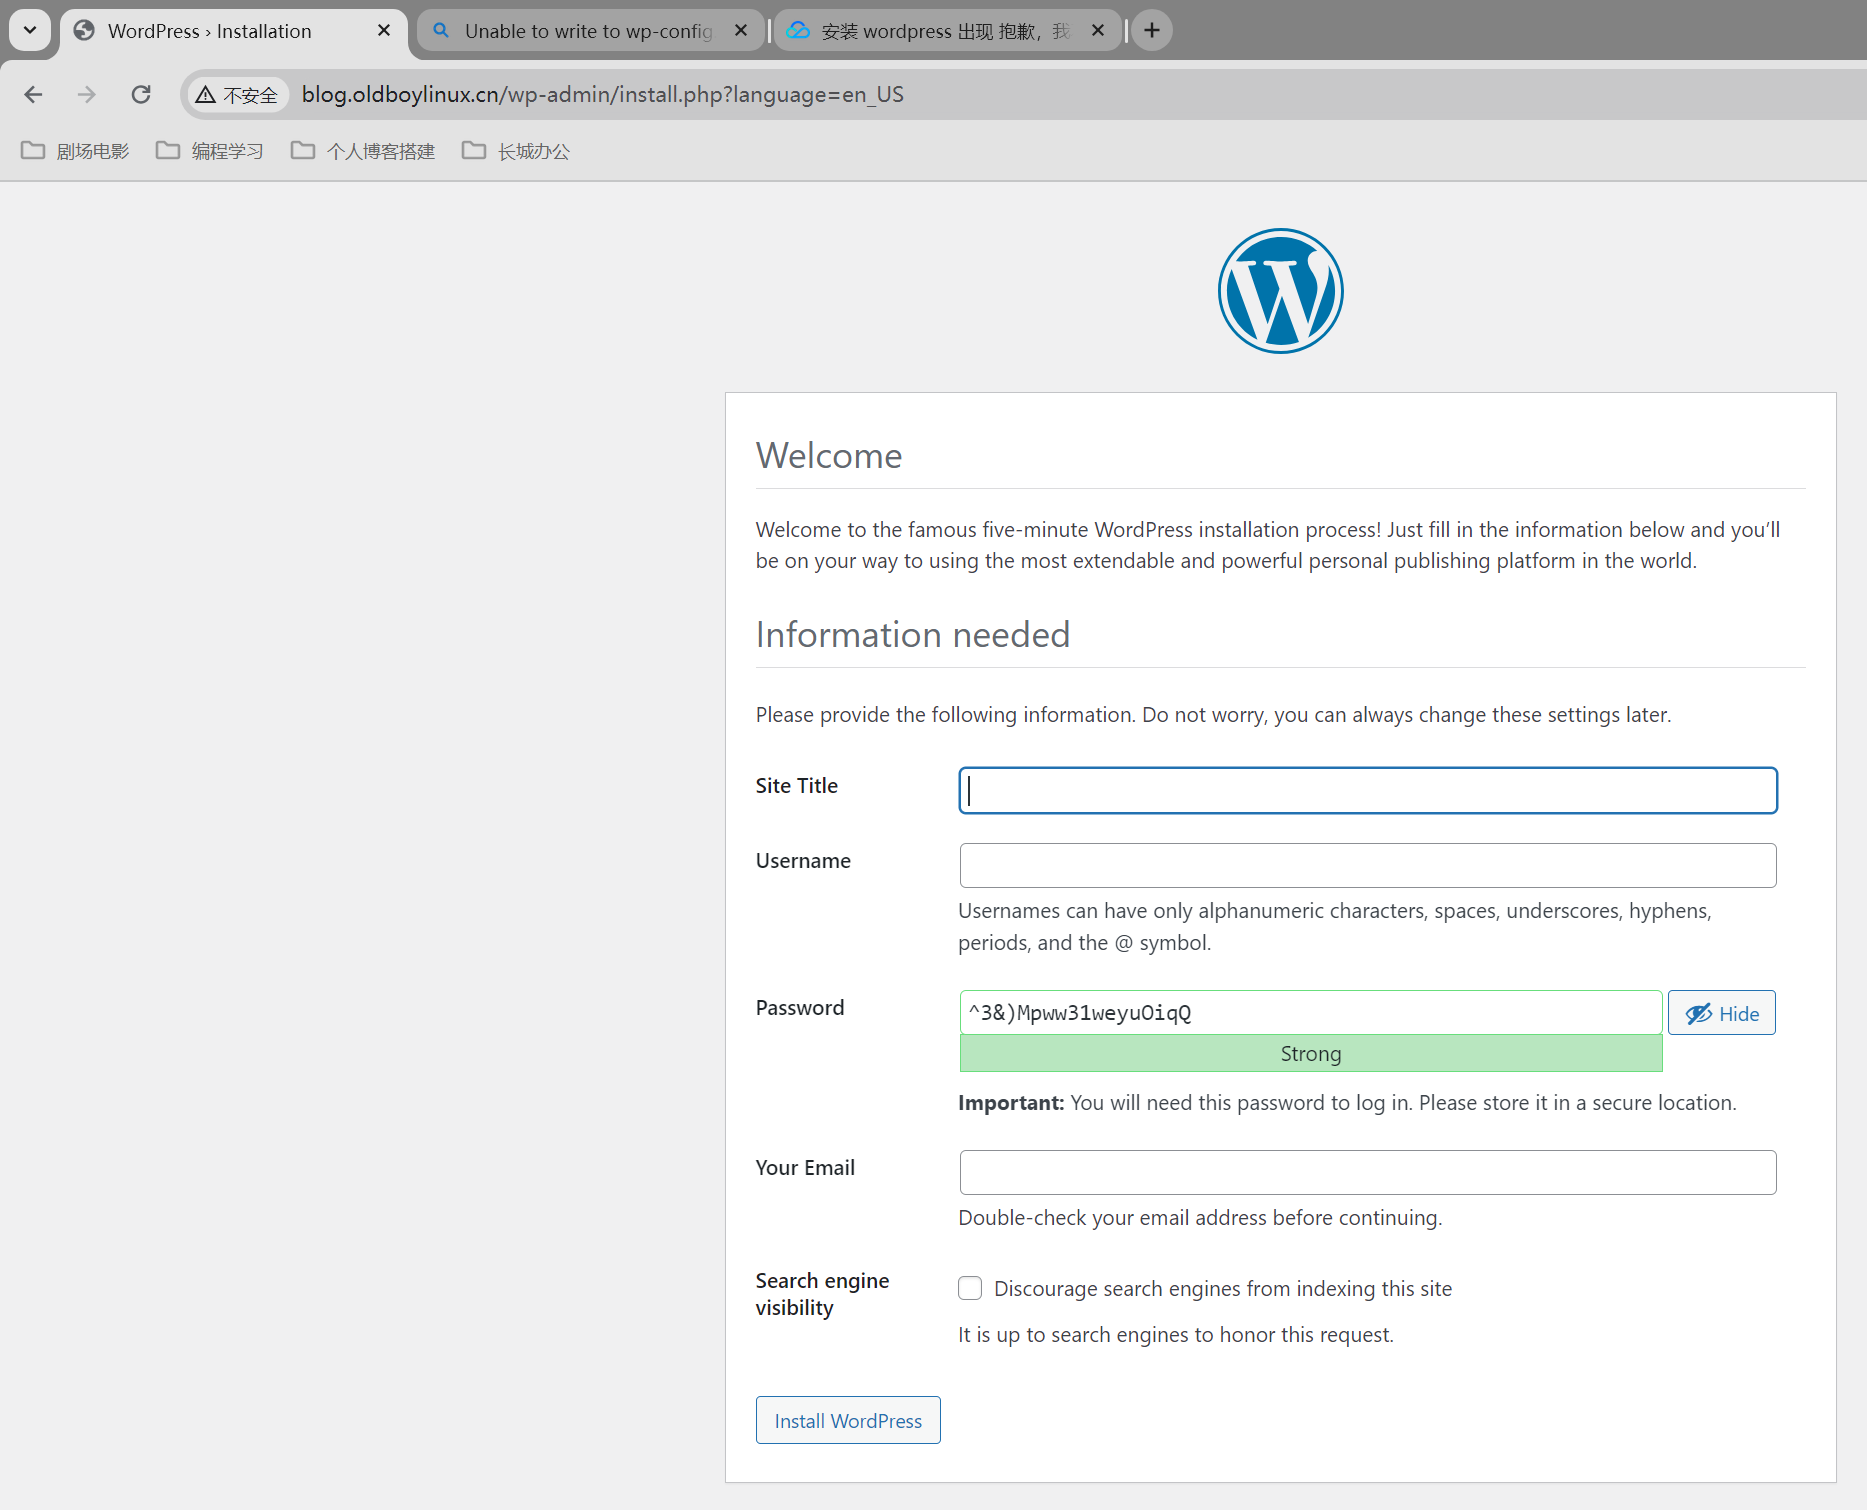 WordPress › Installation
Unable to write to wp-config
安装 wordpress 出现 抱歉，我
不安全
blog.oldboylinux.cn/wp-admin/install.php?language=en_US
剧场电影
编程学习
个人博客搭建
长城办公
Welcome
Welcome to the famous five-minute WordPress installation process! Just fill in the information below and you’ll
be on your way to using the most extendable and powerful personal publishing platform in the world.
Information needed
Please provide the following information. Do not worry, you can always change these settings later.
Site Title
Username
Usernames can have only alphanumeric characters, spaces, underscores, hyphens,
periods, and the @ symbol.
Password
^3&)Mpww31weyuOiqQ
Hide
Strong
Important: You will need this password to log in. Please store it in a secure location.
Your Email
Double-check your email address before continuing.
Search engine
visibility
Discourage search engines from indexing this site
It is up to search engines to honor this request.
Install WordPress